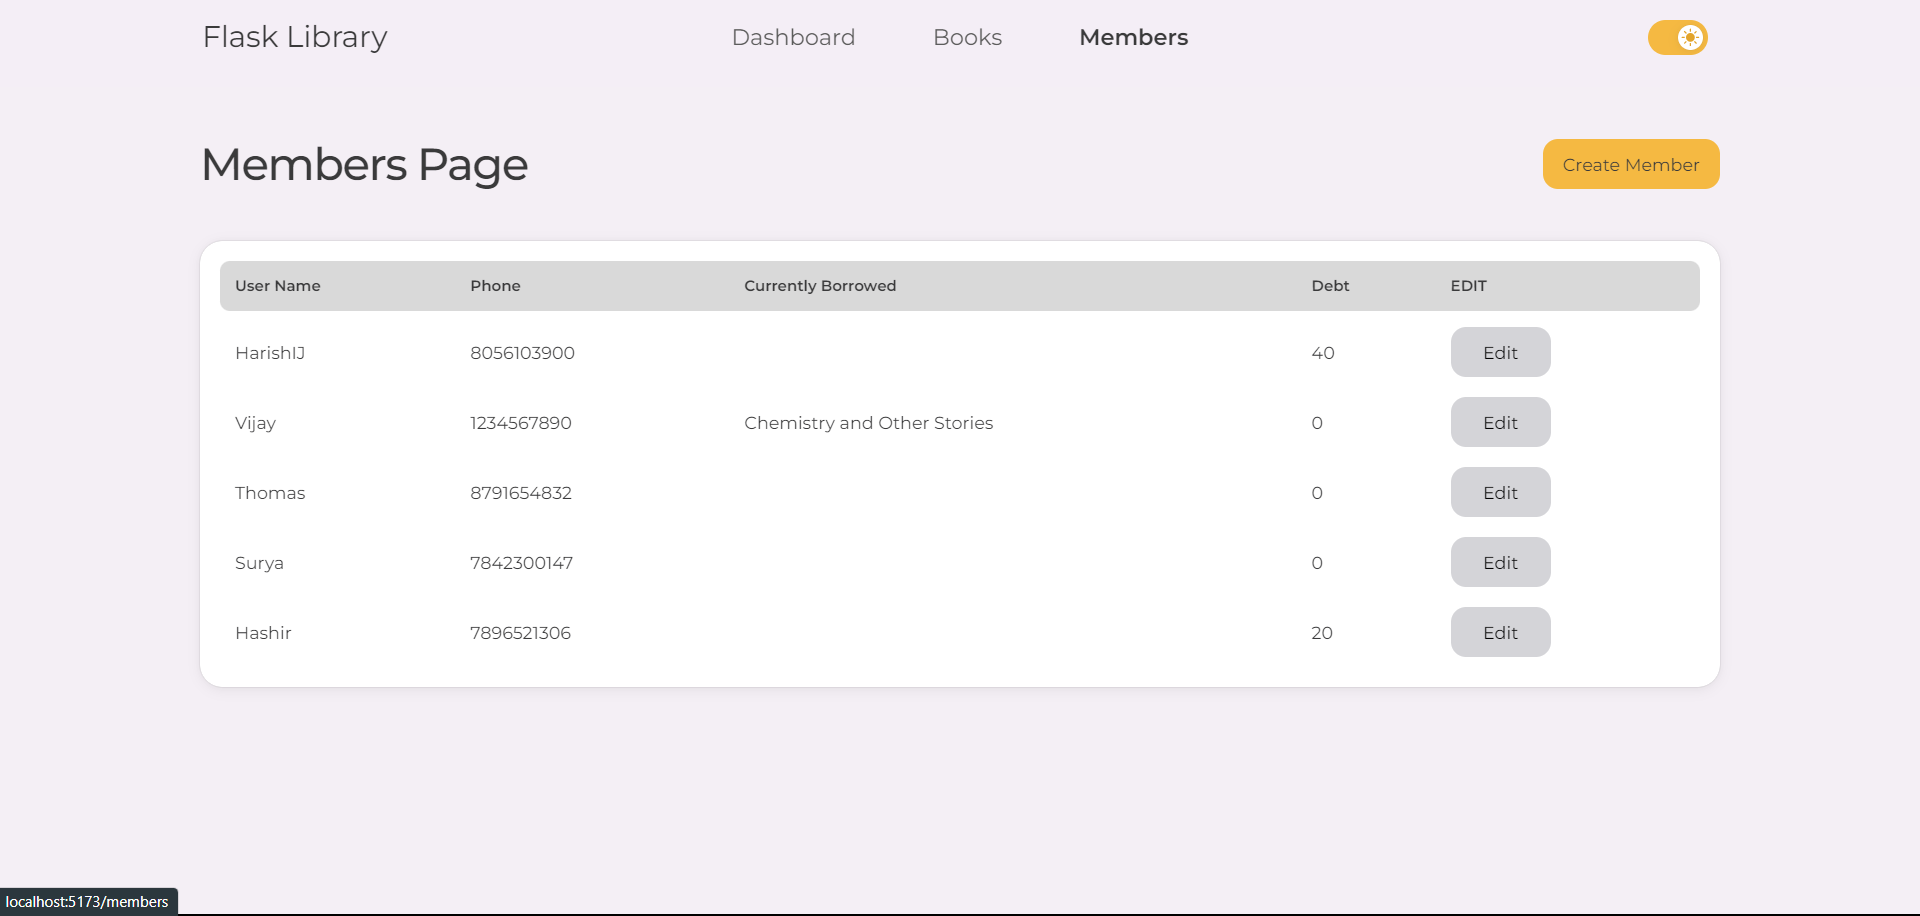 Flask Library Dashboard Books Members
Members Page Create Member
User Name Phone Currently Borrowed Debt EDIT
HarishIJ 8056103900 40 Edit
Vijay 1234567890 Chemistry and Other Stories 0 Edit
Thomas 8791654832 0 Edit
Surya 7842300147 0 Edit
Hashir 7896521306 20 Edit
localhost:5173/members